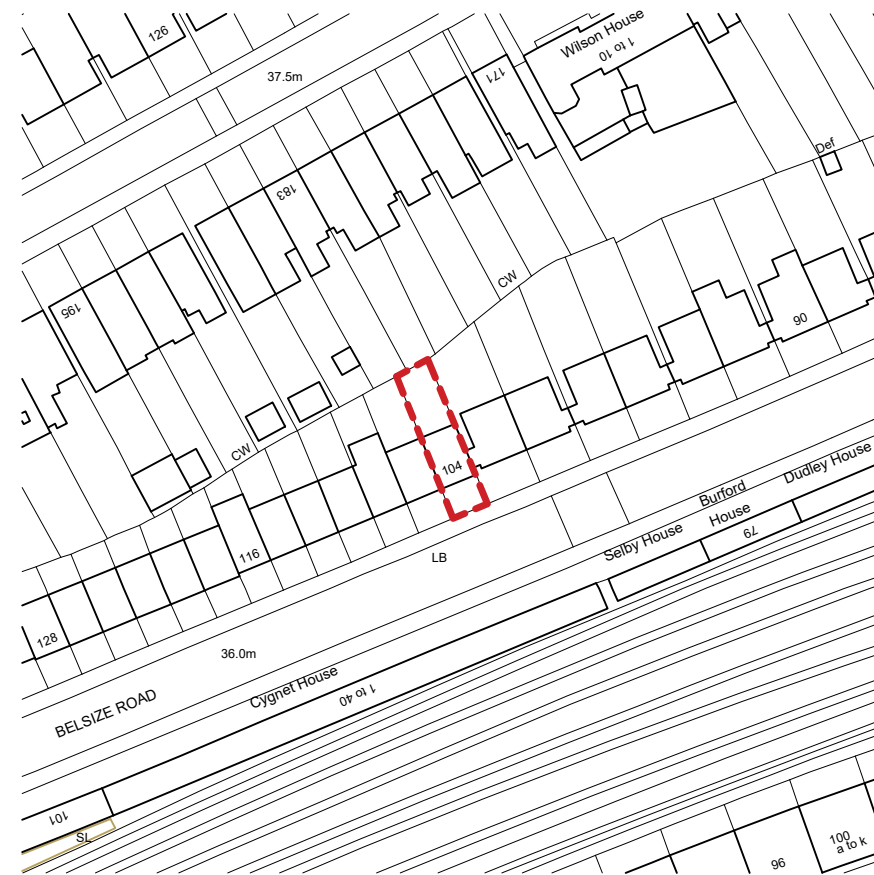 126
37.5m
Wilson House
1 to 10
171
Def
183
CW
195
90
104
CW
116
Dudley House
Burford
House
79
Selby House
LB
128
36.0m
Cygnet House
1 to 40
BELSIZE ROAD
101
SL
100
a to k
96